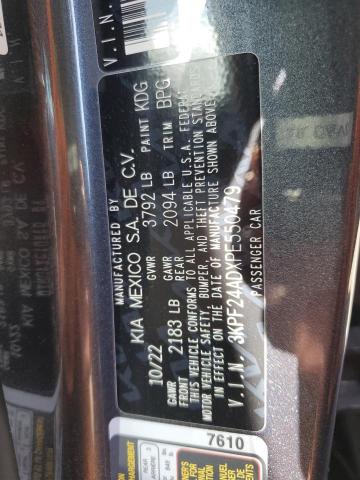 MANUFACTURED BY
KIA MEXICO S.A. DE C.V.
10/22 GVWR 3792 LB PAINT KDG
GAWR FRONT 2183 LB GAWR REAR 2094 LB TRIM BPG
THIS VEHICLE CONFORMS TO ALL APPLICABLE U.S.A. FEDERAL
MOTOR VEHICLE SAFETY, BUMPER, AND THEFT PREVENTION STANDARDS
IN EFFECT ON THE DATE OF MANUFACTURE SHOWN ABOVE.
V.I.N. 3KPF24ADXPE550479
PASSENGER CAR
V.I.N.
7610
REAR